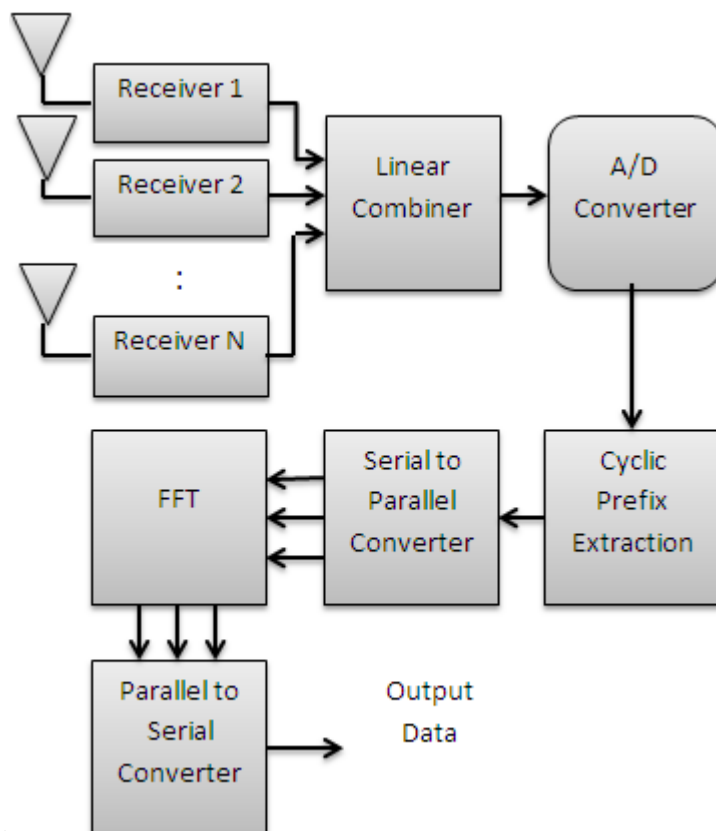 Receiver 1
Receiver 2
:
Receiver N
Linear
Combiner
A/D
Converter
Cyclic
Prefix
Extraction
Serial to
Parallel
Converter
FFT
Parallel to
Serial
Converter
Output
Data